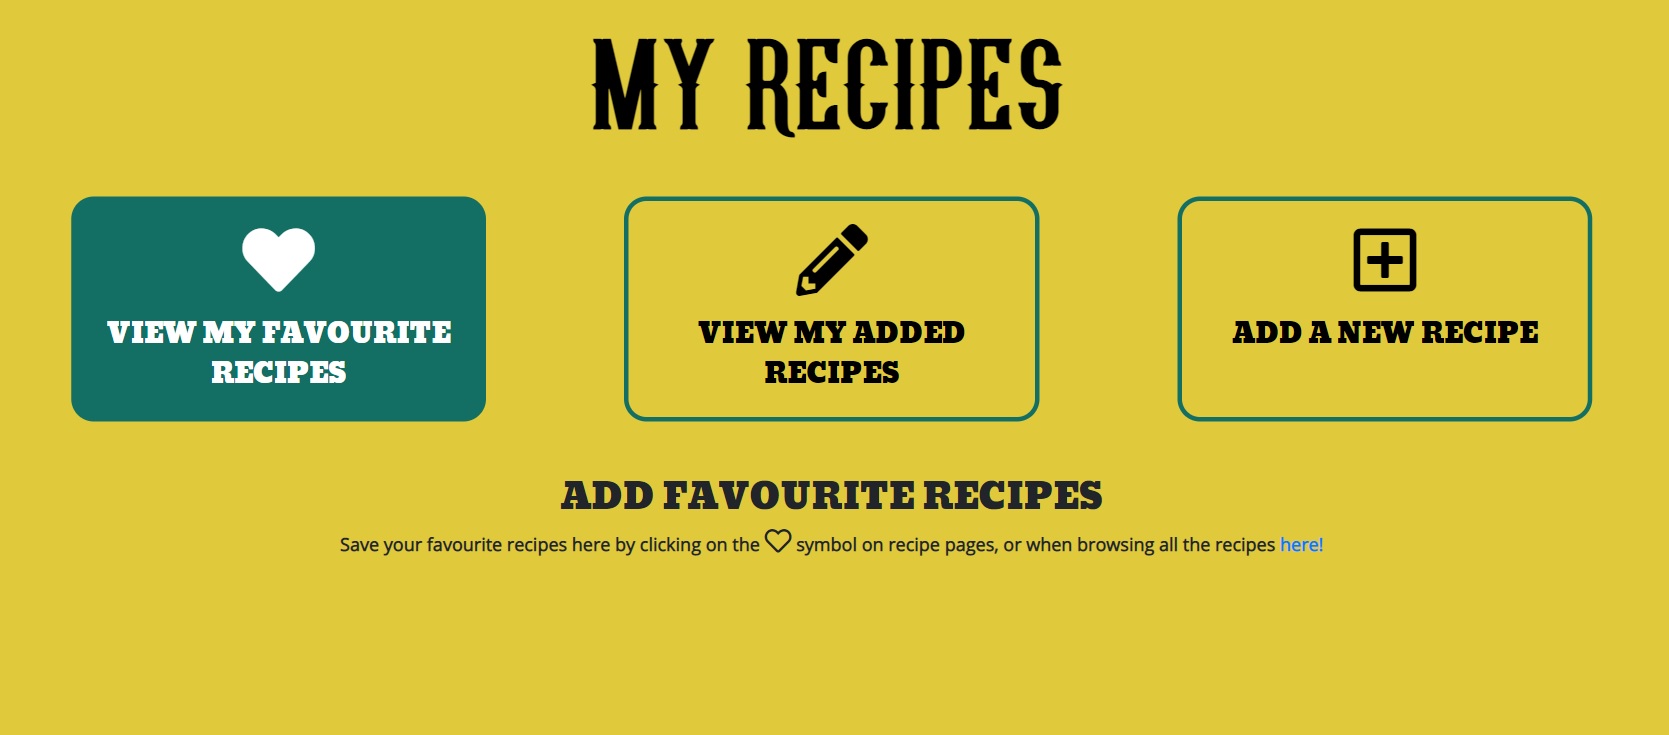 MY RECIPES
VIEW MY FAVOURITE
RECIPES
VIEW MY ADDED
RECIPES
ADD A NEW RECIPE
ADD FAVOURITE RECIPES
Save your favourite recipes here by clicking on the symbol on recipe pages, or when browsing all the recipes here!